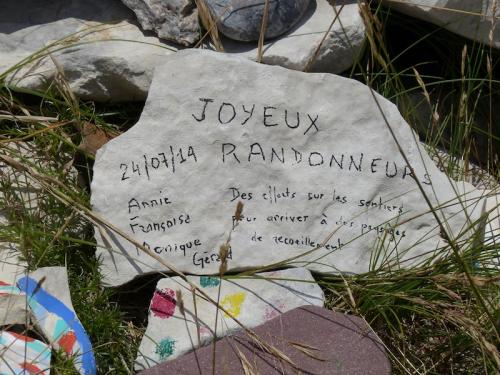 JOYEUX
24/07/14 RANDONNEURS
Annie
Françoise
Monique
Gérald
Des efforts sur les sentiers
pour arriver à des paysages
de recueillement